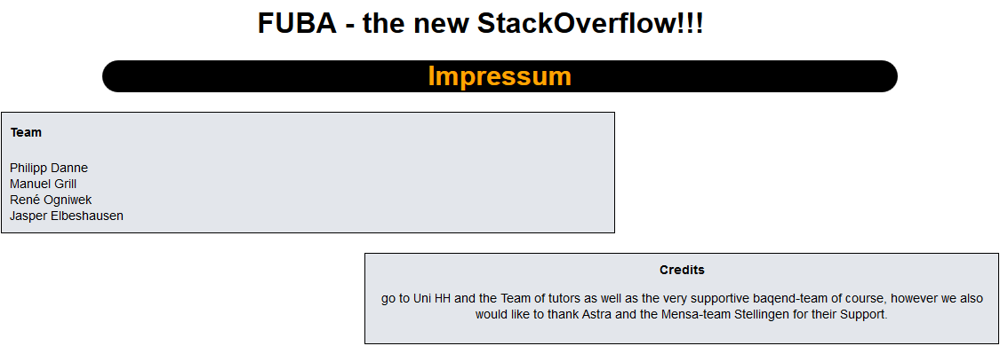 FUBA - the new StackOverflow!!!
Impressum
Team
Philipp Danne
Manuel Grill
René Ogniwek
Jasper Elbeshausen
Credits
go to Uni HH and the Team of tutors as well as the very supportive baqend-team of course, however we also
would like to thank Astra and the Mensa-team Stellingen for their Support.